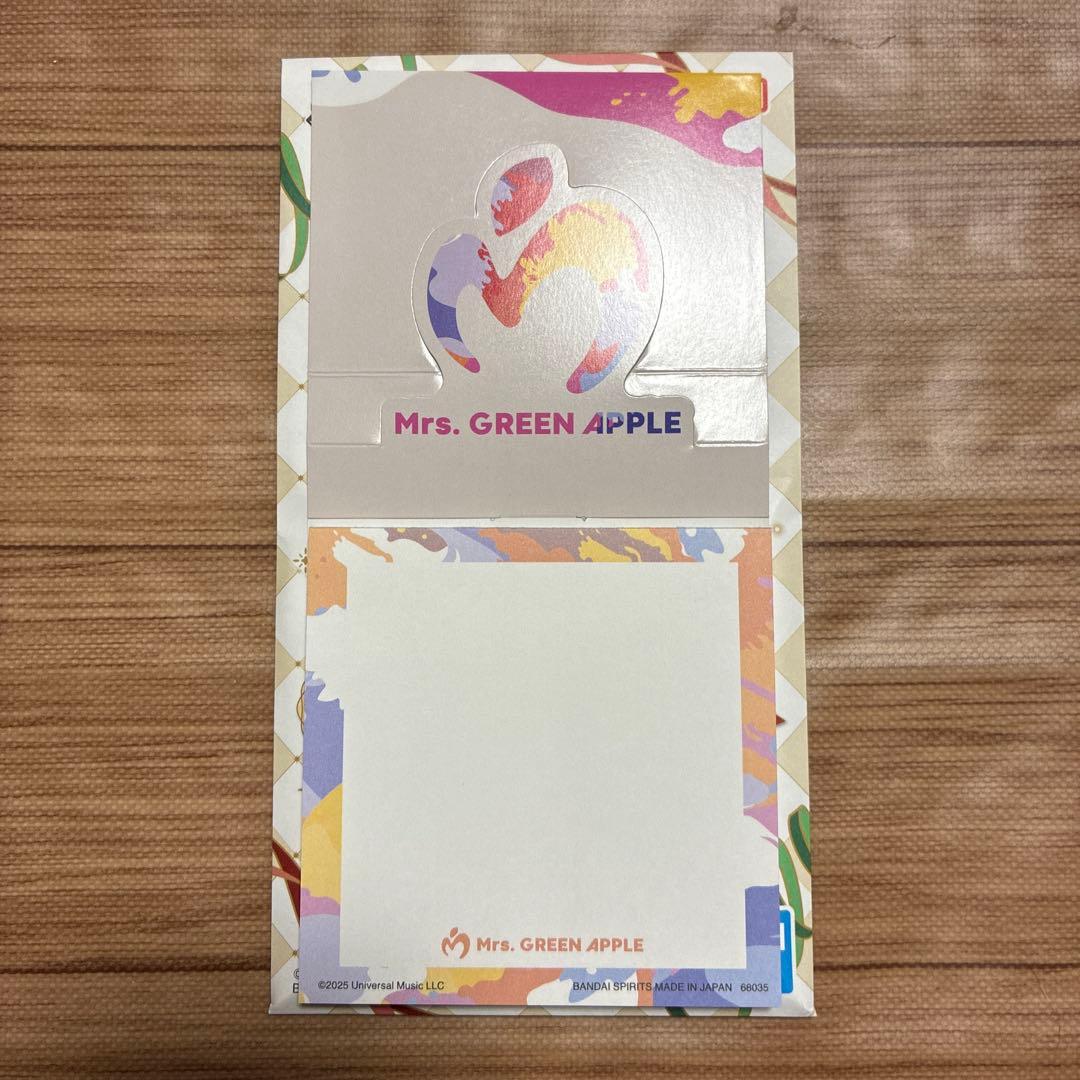 Mrs. GREEN APPLE
Mrs. GREEN APPLE
©2025 Universal Music LLC
BANDAI SPIRITS MADE IN JAPAN 68035
©
B